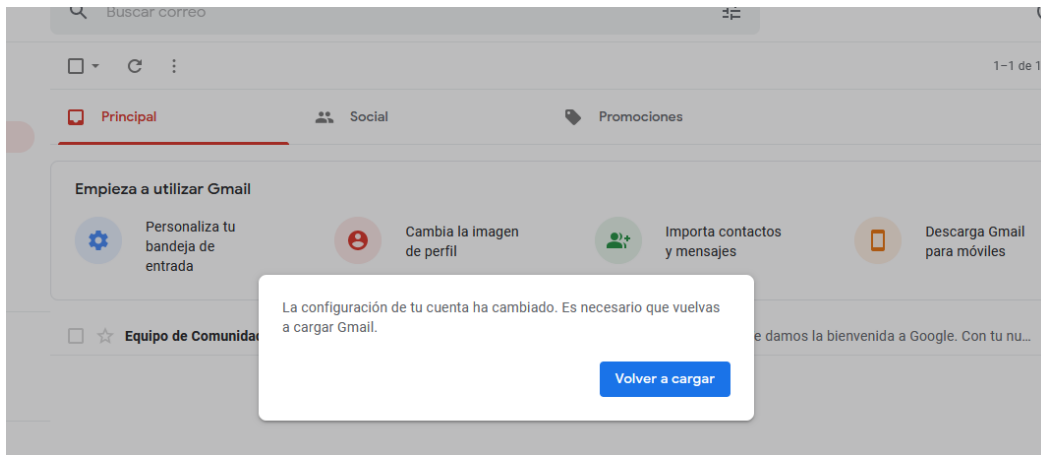 Buscar correo
1–1 de 1
Principal
Social
Promociones
Empieza a utilizar Gmail
Personaliza tu
bandeja de
entrada
Cambia la imagen
de perfil
Importa contactos
y mensajes
Descarga Gmail
para móviles
La configuración de tu cuenta ha cambiado. Es necesario que vuelvas
a cargar Gmail.
Volver a cargar
Equipo de Comunidad
e damos la bienvenida a Google. Con tu nu…